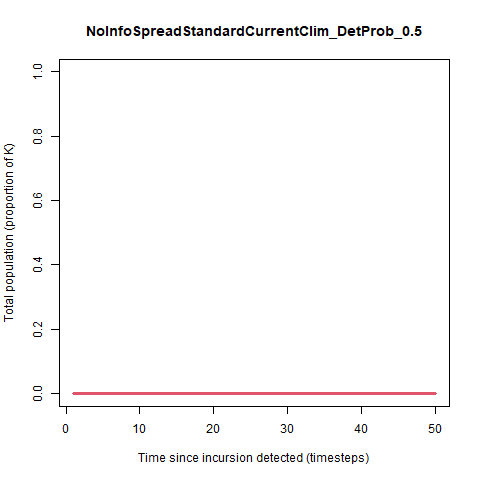 NoInfoSpreadStandardCurrentClim_DetProb_0.5
Total population (proportion of K)
1.0
0.8
0.6
0.4
0.2
0.0
0 10 20 30 40 50
Time since incursion detected (timesteps)